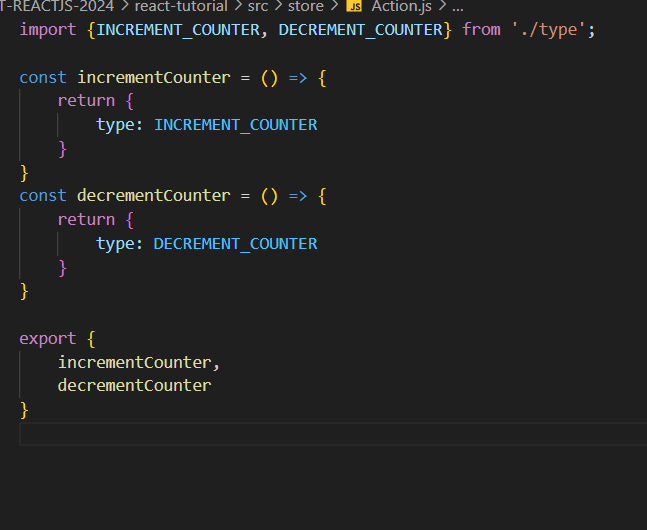 T-REACTJS-2024 > react-tutorial > src > store > JS Action.js > ...
import {INCREMENT_COUNTER, DECREMENT_COUNTER} from './type';
const incrementCounter = () => {
    return {
        type: INCREMENT_COUNTER
    }
}
const decrementCounter = () => {
    return {
        type: DECREMENT_COUNTER
    }
}
export {
    incrementCounter,
    decrementCounter
}